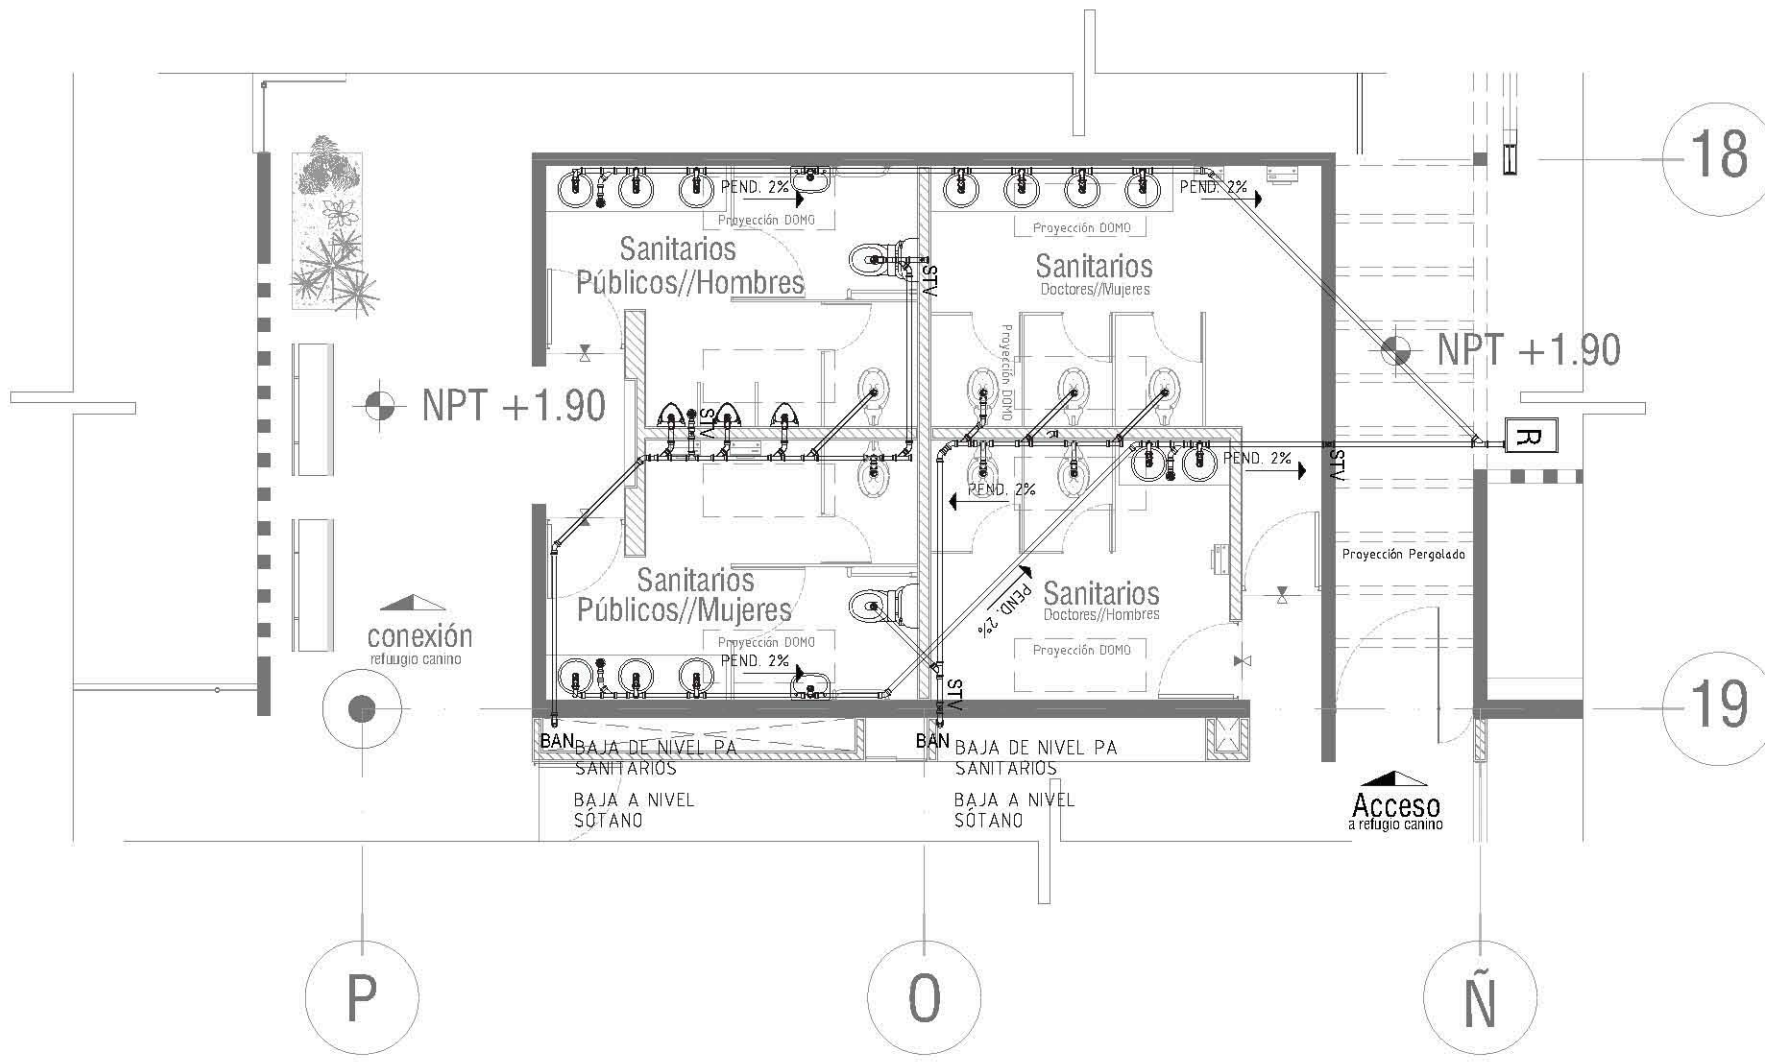 18
PEND. 2%
PEND. 2%
Proyección DOMO
Proyección DOMO
Sanitarios
Públicos//Hombres
STV
Sanitarios
Doctores//Mujeres
Proyección DOMO
NPT +1.90
NPT +1.90
STV
R
PEND. 2%
STV
PEND. 2%
Proyección Pergolado
Sanitarios
Públicos//Mujeres
PEND. 2%
Sanitarios
Doctores//Hombres
conexión
refuugio canino
Proyección DOMO
PEND. 2%
Proyección DOMO
STV
19
BAN
BAJA DE NIVEL PA
SANITARIOS
BAJA A NIVEL
SÓTANO
BAN
BAJA DE NIVEL PA
SANITARIOS
BAJA A NIVEL
SÓTANO
Acceso
a refugio canino
P
O
Ñ